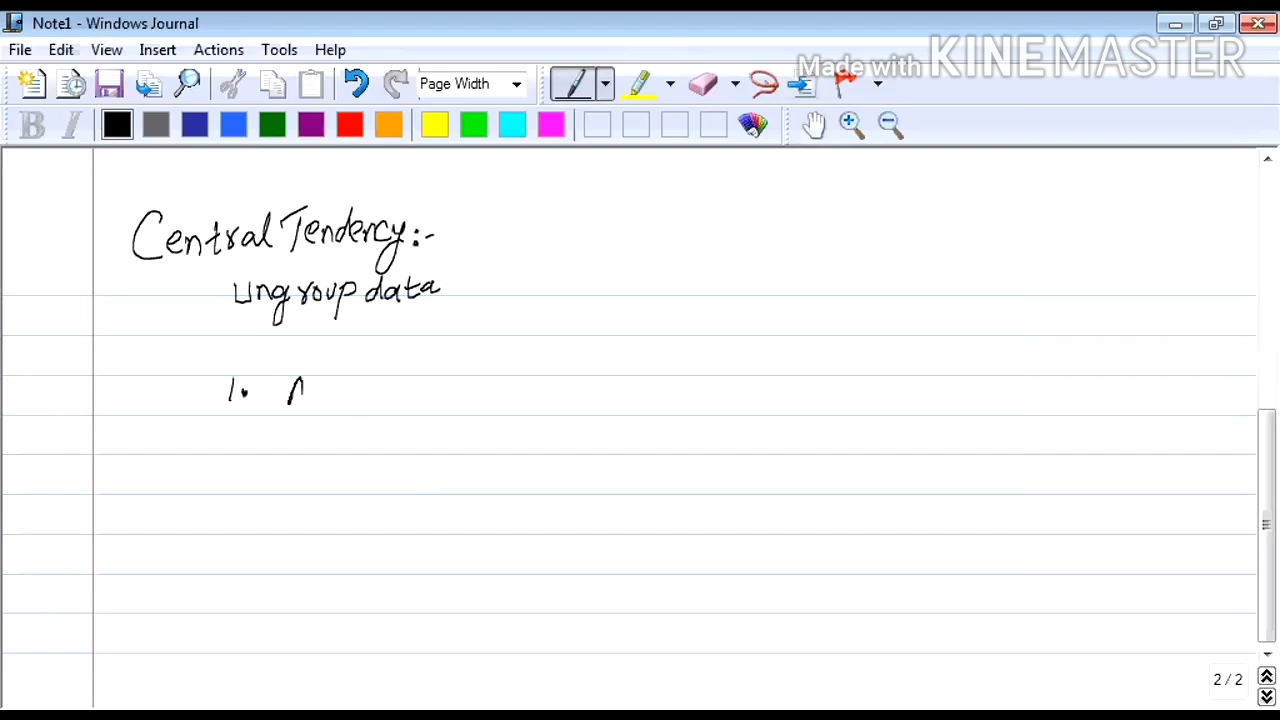 Note1 - Windows Journal
File Edit View Insert Actions Tools Help
Made with KINEMASTER
Page Width
B I
Central Tendency:-
Ungroup data
1.
2 / 2